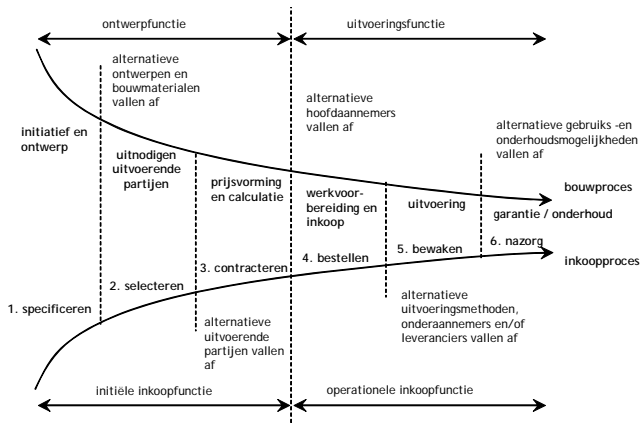 ontwerpfunctie
uitvoeringsfunctie
alternatieve
ontwerpen en
bouwmaterialen
vallen af
alternatieve
hoofdaannemers
vallen af
alternatieve gebruiks -en
onderhoudsmogelijkheden
vallen af
initiatief en
ontwerp
uitnodigen
uitvoerende
partijen
prijsvorming
en calculatie
werkvoor-
bereiding en
inkoop
uitvoering
bouwproces
garantie / onderhoud
1. specificeren
2. selecteren
3. contracteren
4. bestellen
5. bewaken
6. nazorg
inkoopproces
alternatieve
uitvoerende
partijen vallen
af
alternatieve
uitvoeringsmethoden,
onderaannemers en/of
leveranciers vallen af
initiële inkoopfunctie
operationele inkoopfunctie